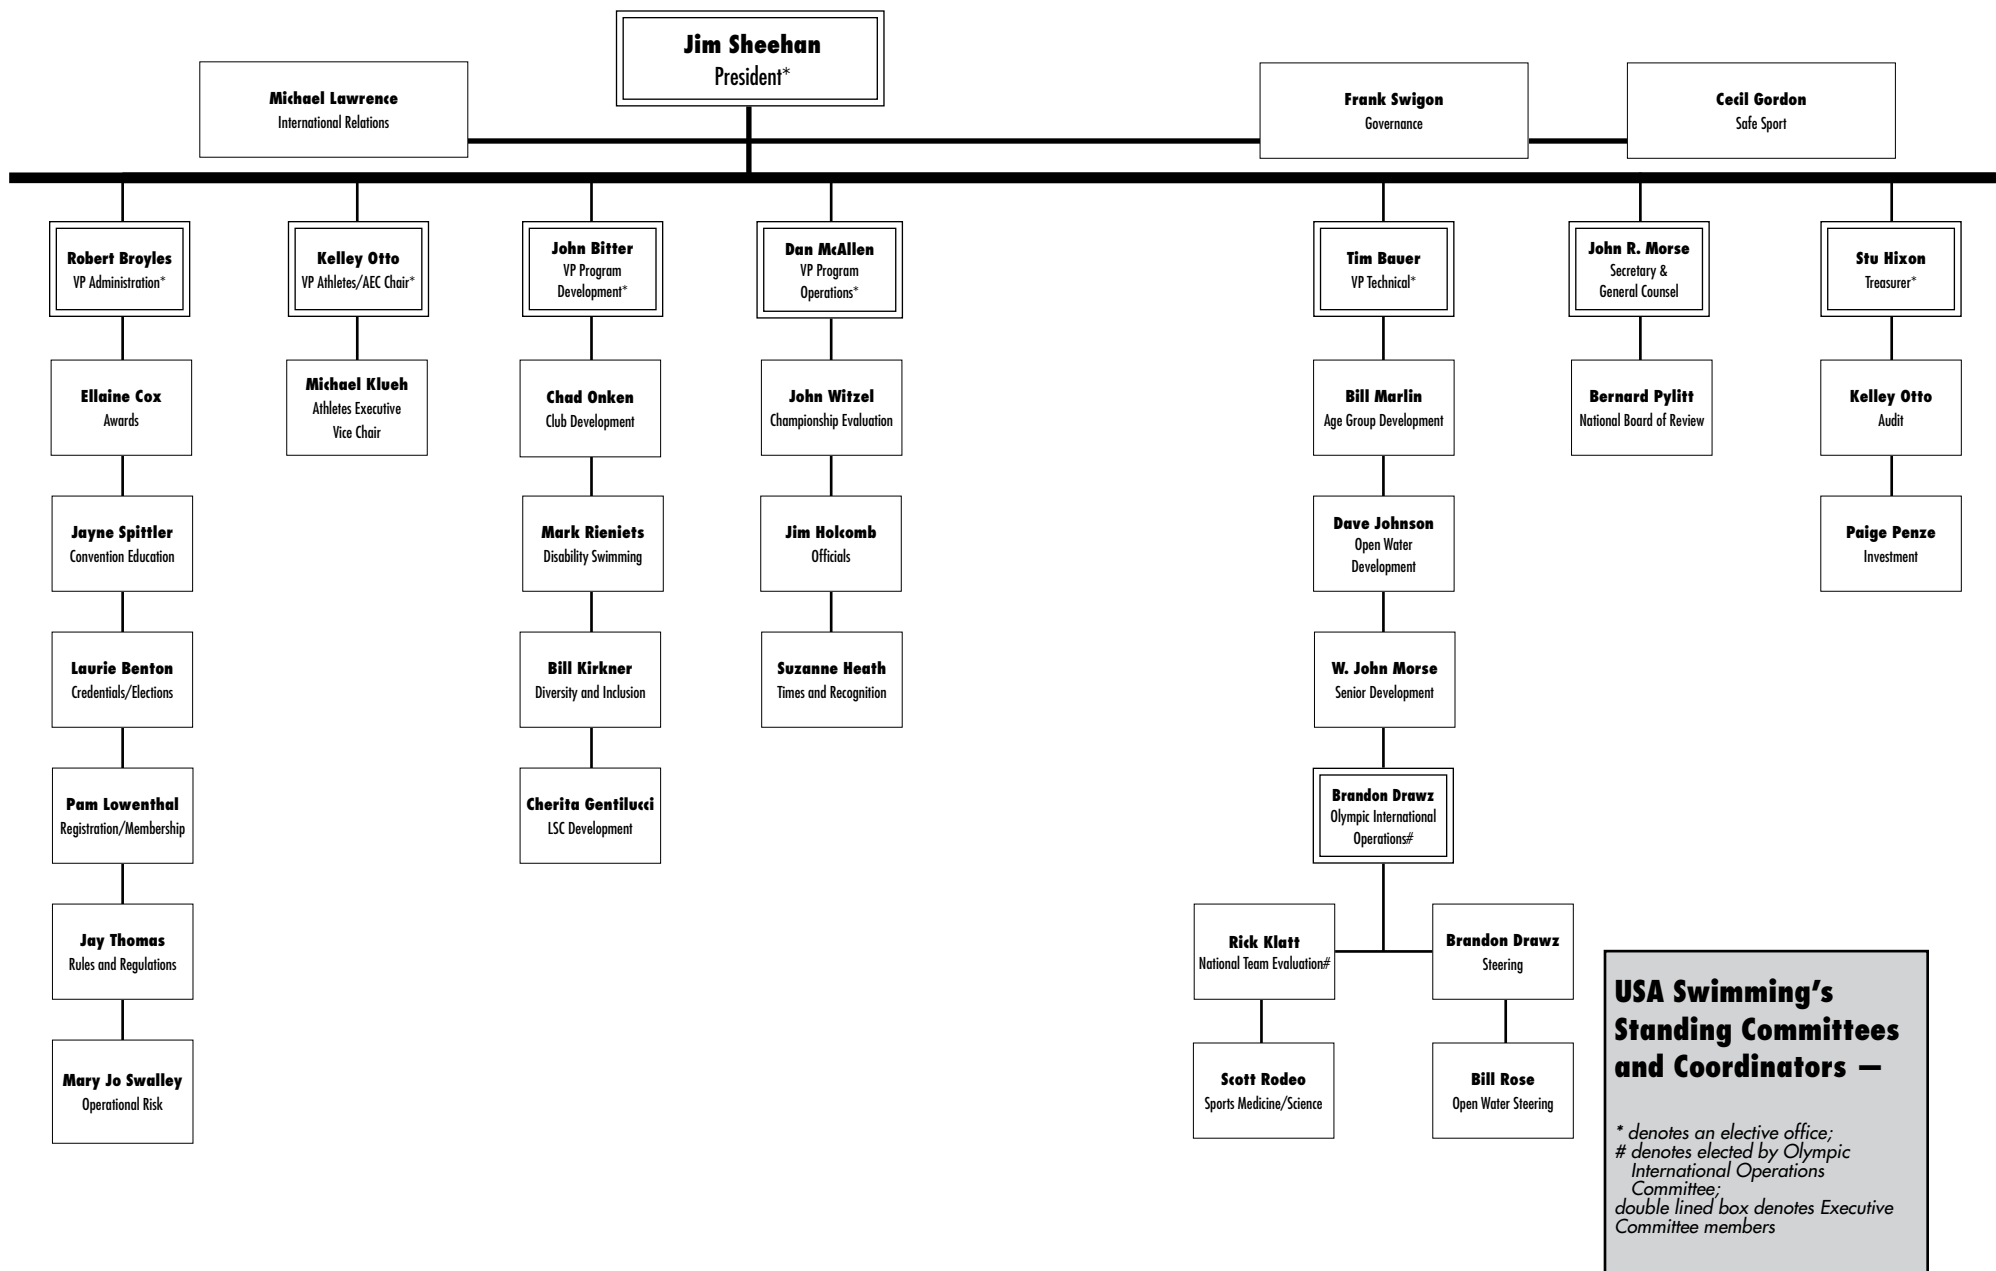 Jim Sheehan
President*
Michael Lawrence
International Relations
Frank Swigon
Governance
Cecil Gordon
Safe Sport
Robert Broyles
VP Administration*
Kelley Otto
VP Athletes/AEC Chair*
John Bitter
VP Program
Development*
Dan McAllen
VP Program
Operations*
Tim Bauer
VP Technical*
John R. Morse
Secretary &
General Counsel
Stu Hixon
Treasurer*
Ellaine Cox
Awards
Michael Klueh
Athletes Executive
Vice Chair
Chad Onken
Club Development
John Witzel
Championship Evaluation
Bill Marlin
Age Group Development
Bernard Pylitt
National Board of Review
Kelley Otto
Audit
Jayne Spittler
Convention Education
Mark Rieniets
Disability Swimming
Jim Holcomb
Officials
Dave Johnson
Open Water
Development
Paige Penze
Investment
Laurie Benton
Credentials/Elections
Bill Kirkner
Diversity and Inclusion
Suzanne Heath
Times and Recognition
W. John Morse
Senior Development
Pam Lowenthal
Registration/Membership
Cherita Gentilucci
LSC Development
Brandon Drawz
Olympic International
Operations#
Jay Thomas
Rules and Regulations
Rick Klatt
National Team Evaluation#
Brandon Drawz
Steering
Mary Jo Swalley
Operational Risk
Scott Rodeo
Sports Medicine/Science
Bill Rose
Open Water Steering
USA Swimming's
Standing Committees
and Coordinators —
* denotes an elective office;
# denotes elected by Olympic
International Operations
Committee;
double lined box denotes Executive
Committee members